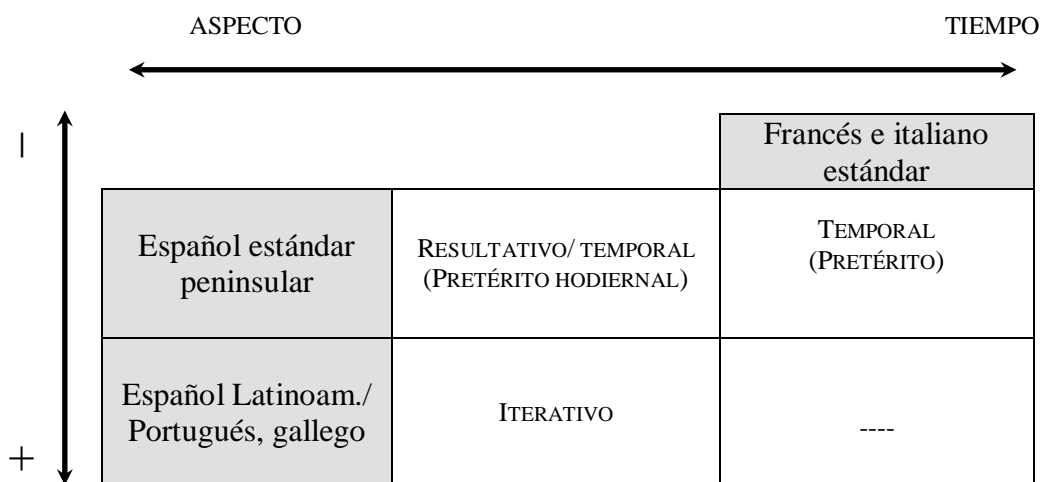 ASPECTO TIEMPO
−
Francés e italiano
estándar
Español estándar
peninsular
RESULTATIVO/ TEMPORAL
(PRETÉRITO HODIERNAL)
TEMPORAL
(PRETÉRITO)
Español Latinoam./
Portugués, gallego
ITERATIVO
----
+